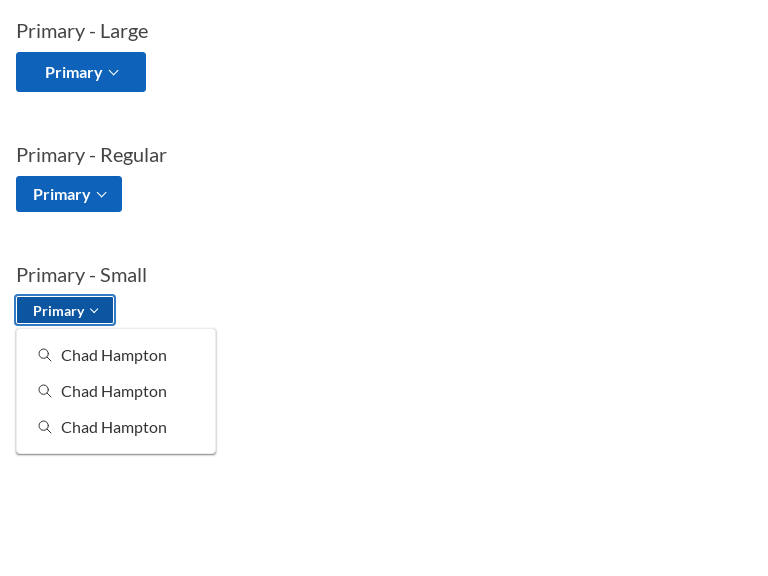 Primary - Large
Primary
Primary - Regular
Primary
Primary - Small
Primary
Chad Hampton
Chad Hampton
Chad Hampton